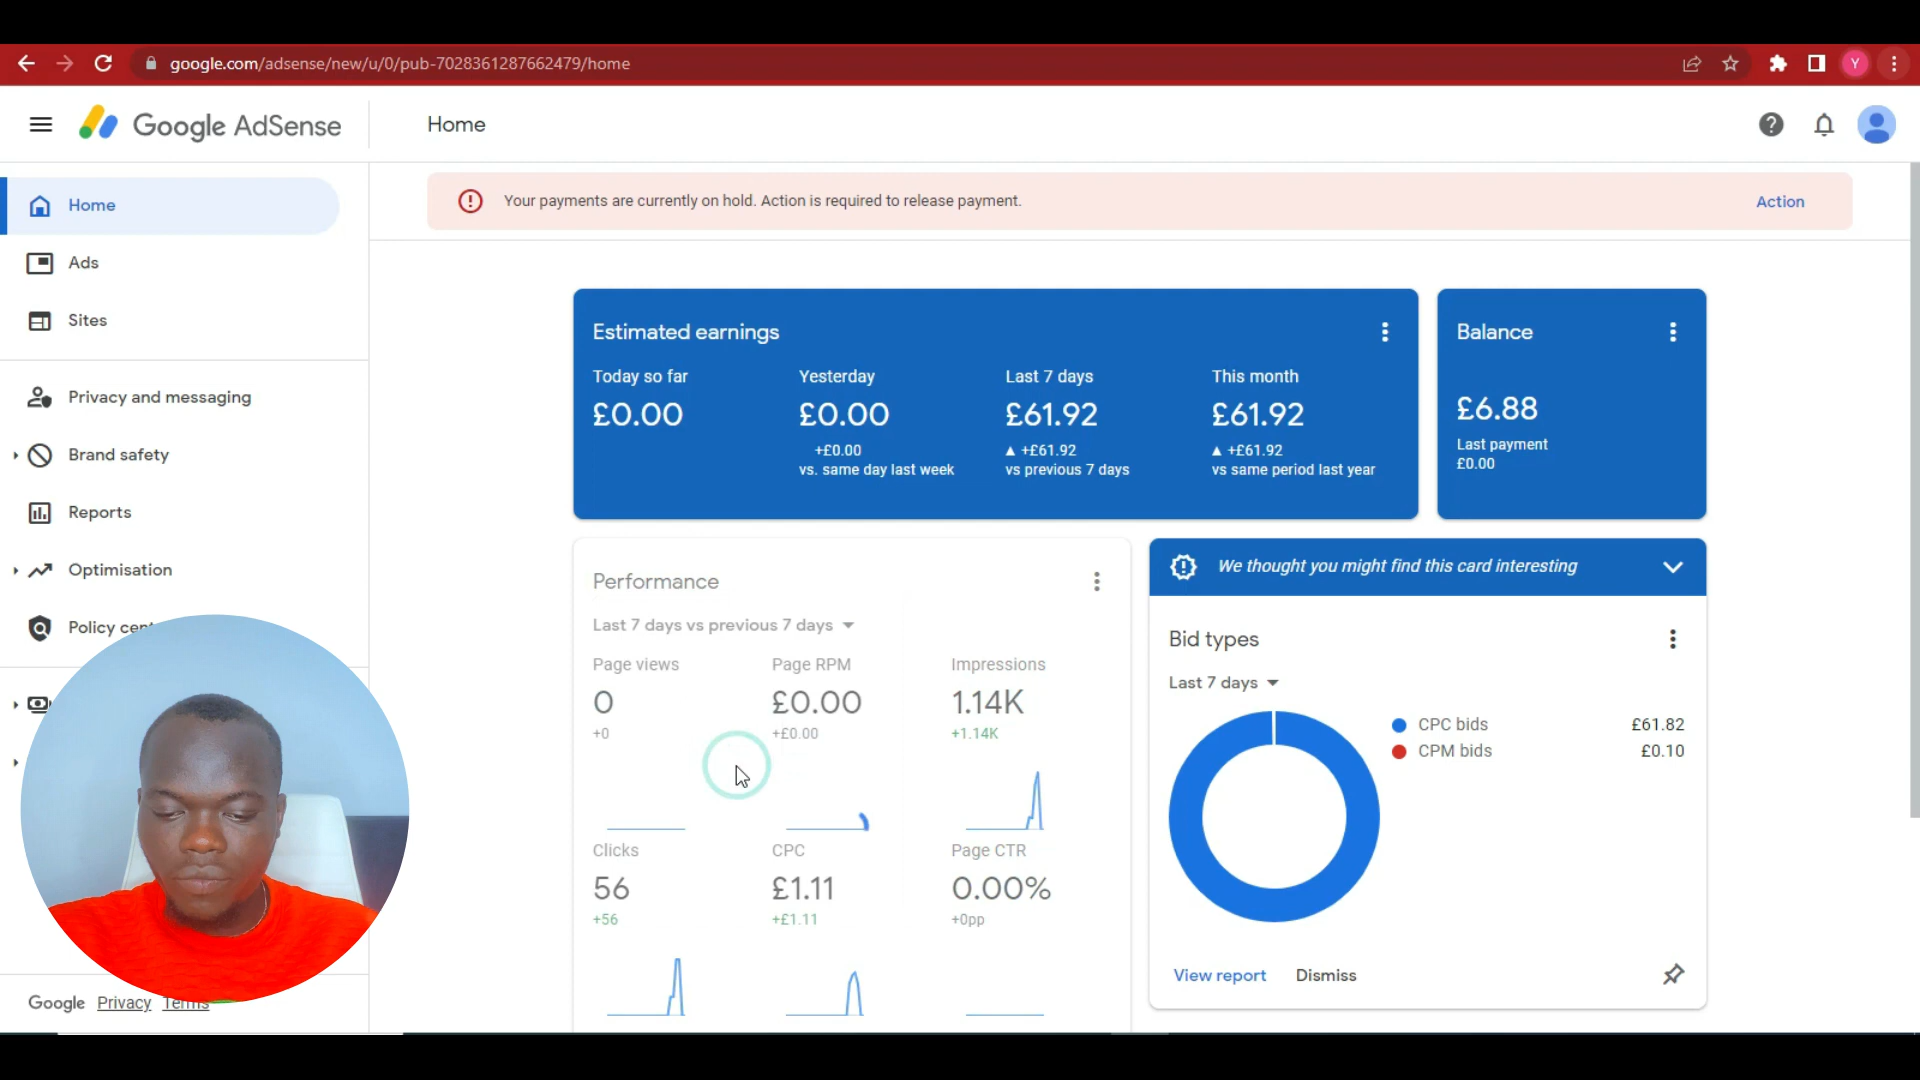 google.com/adsense/new/u/0/pub-7028361287662479/home
Y
Google AdSense
Home
Home
Ads
Sites
Privacy and messaging
Brand safety
Reports
Optimisation
Policy
Google Privacy Terms
Your payments are currently on hold. Action is required to release payment.
Action
Estimated earnings
Today so far
£0.00
Yesterday
£0.00
+£0.00
vs. same day last week
Last 7 days
£61.92
▲ +£61.92
vs previous 7 days
This month
£61.92
▲ +£61.92
vs same period last year
Balance
£6.88
Last payment
£0.00
Performance
Last 7 days vs previous 7 days
Page views
0
+0
Page RPM
£0.00
+£0.00
Impressions
1.14K
+1.14K
Clicks
56
+56
CPC
£1.11
+£1.11
Page CTR
0.00%
+0pp
We thought you might find this card interesting
Bid types
Last 7 days
CPC bids £61.82
CPM bids £0.10
View report Dismiss